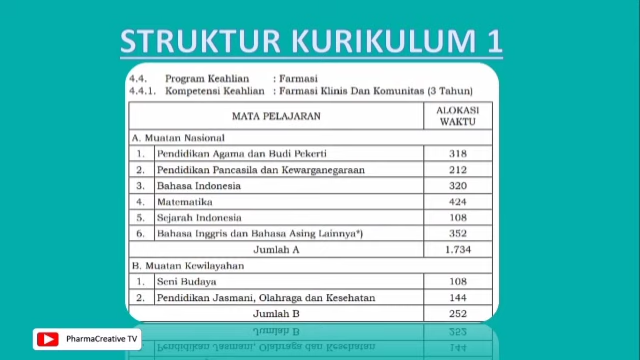 STRUKTUR KURIKULUM 1
4.4. Program Keahlian : Farmasi
4.4.1. Kompetensi Keahlian : Farmasi Klinis Dan Komunitas (3 Tahun)
MATA PELAJARAN ALOKASI WAKTU
A. Muatan Nasional
1. Pendidikan Agama dan Budi Pekerti 318
2. Pendidikan Pancasila dan Kewarganegaraan 212
3. Bahasa Indonesia 320
4. Matematika 424
5. Sejarah Indonesia 108
6. Bahasa Inggris dan Bahasa Asing Lainnya*) 352
Jumlah A 1.734
B. Muatan Kewilayahan
1. Seni Budaya 108
2. Pendidikan Jasmani, Olahraga dan Kesehatan 144
Jumlah B 252
PharmaCreative TV